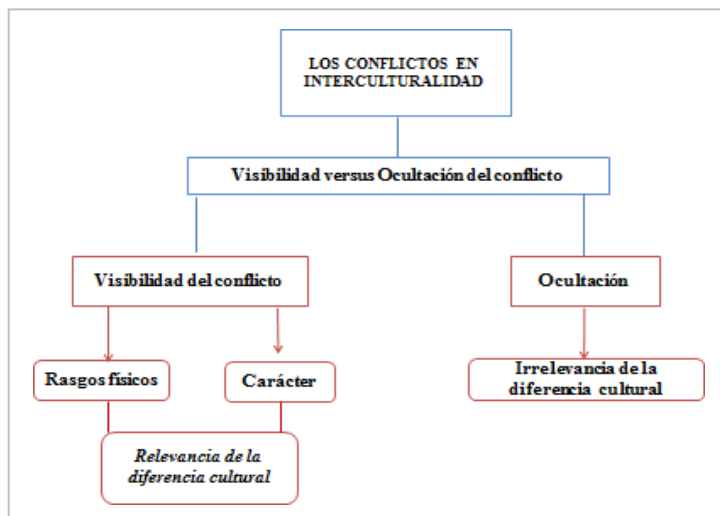 LOS CONFLICTOS EN
INTERCULTURALIDAD
Visibilidad versus Ocultación del conflicto
Visibilidad del conflicto
Ocultación
Rasgos físicos
Carácter
Irrelevancia de la
diferencia cultural
Relevancia de la
diferencia cultural